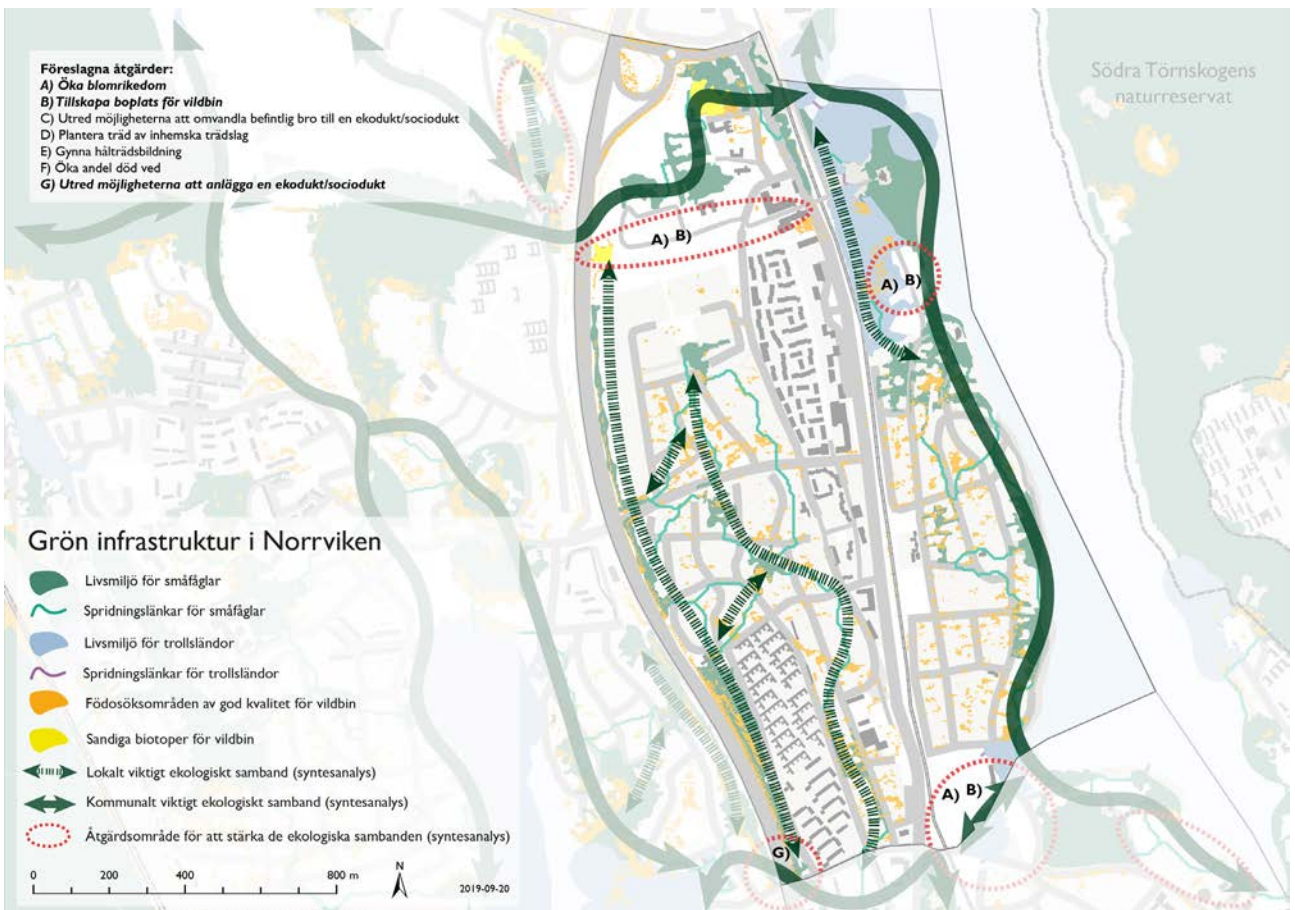 Föreslagna åtgärder:
A) Öka blomrikedom
B) Tillskapa boplats för vildbin
C) Utred möjligheterna att omvandla befintlig bro till en ekodukt/sociodukt
D) Plantera träd av inhemska trädslag
E) Gynna hålträdsbildning
F) Öka andel död ved
G) Utred möjligheterna att anlägga en ekodukt/sociodukt
Södra Törnskogens
naturreservat
A) B)
A) B)
A) B)
G)
Grön infrastruktur i Norrviken
Livsmiljö för småfåglar
Spridningslänkar för småfåglar
Livsmiljö för trollsländor
Spridningslänkar för trollsländor
Födosöksområden av god kvalitet för vildbin
Sandiga biotoper för vildbin
Lokalt viktigt ekologiskt samband (syntesanalys)
Kommunalt viktigt ekologiskt samband (syntesanalys)
Åtgärdsområde för att stärka de ekologiska sambanden (syntesanalys)
0 200 400 800 m
N
2019-09-20